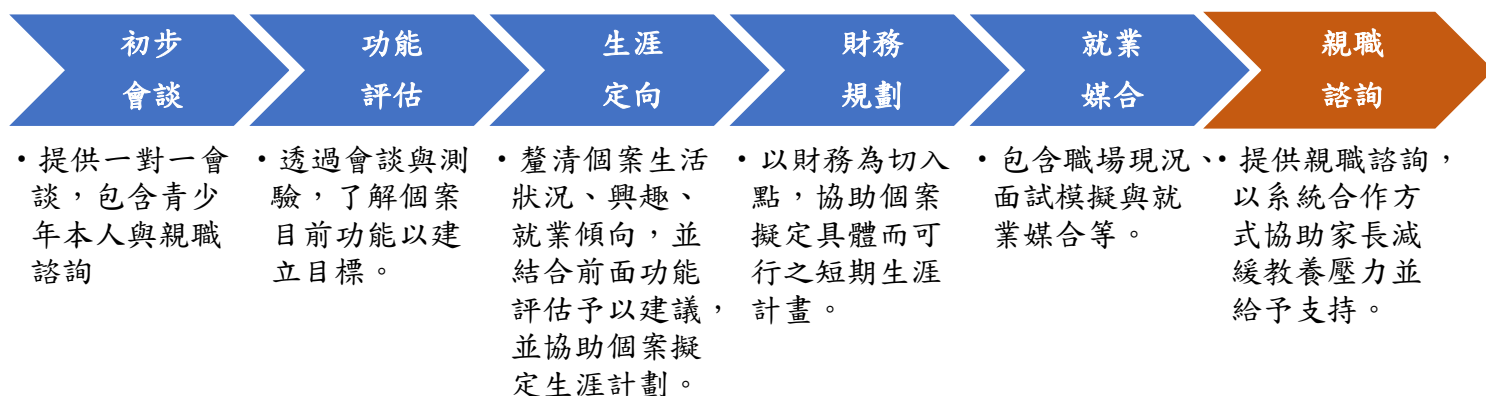 初步
會談
功能
評估
生涯
定向
財務
規劃
就業
媒合
親職
諮詢
•提供一對一會
談，包含青少
年本人與親職
諮詢
•透過會談與測
驗，了解個案
目前功能以建
立目標。
•釐清個案生活
狀況、興趣、
就業傾向，並
結合前面功能
評估予以建議，
並協助個案擬
定生涯計劃。
•以財務為切入
點，協助個案
擬定具體而可
行之短期生涯
計畫。
•包含職場現況、
面試模擬與就
業媒合等。
•提供親職諮詢，
以系統合作方
式協助家長減
緩教養壓力並
給予支持。